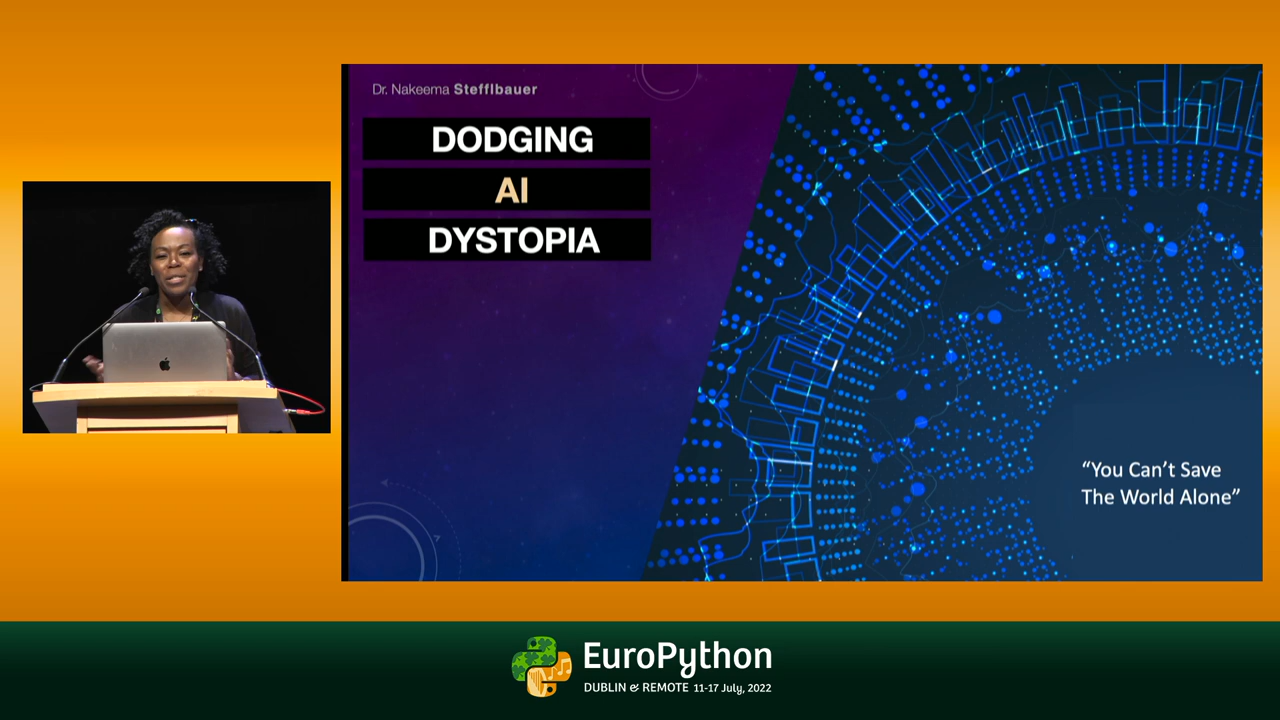 Dr. Nakeema Stefflbauer
DODGING
AI
DYSTOPIA
“You Can’t Save
The World Alone”
EuroPython
DUBLIN & REMOTE 11-17 July, 2022